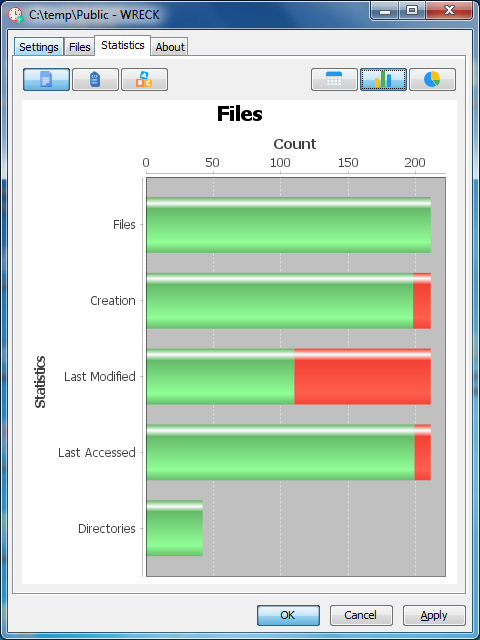 C:\temp\Public - WRECK
Settings Files Statistics About
Files
Count
0 50 100 150 200
Files
Creation
Last Modified
Last Accessed
Directories
Statistics
OK Cancel Apply